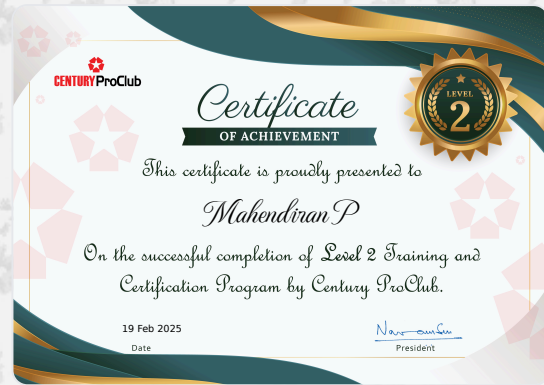 CENTURY ProClub
Certificate
OF ACHIEVEMENT
LEVEL
2
This certificate is proudly presented to
Mahendiran P
On the successful completion of Level 2 Training and
Certification Program by Century ProClub.
19 Feb 2025
Date
President